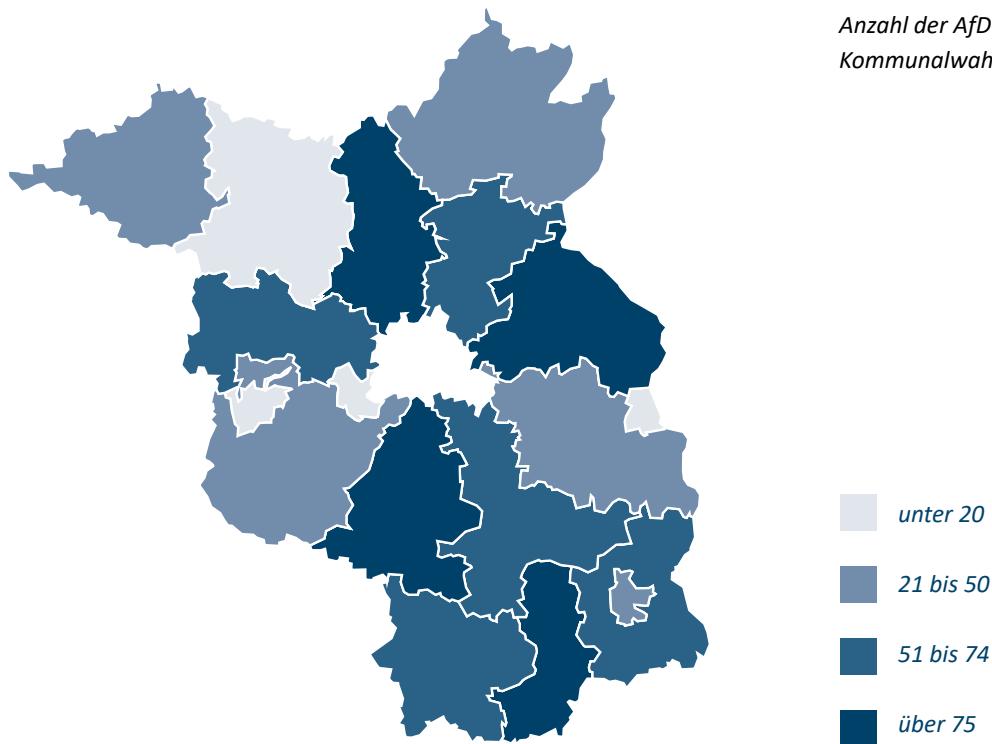 Anzahl der AfD
Kommunalwah
unter 20
21 bis 50
51 bis 74
über 75